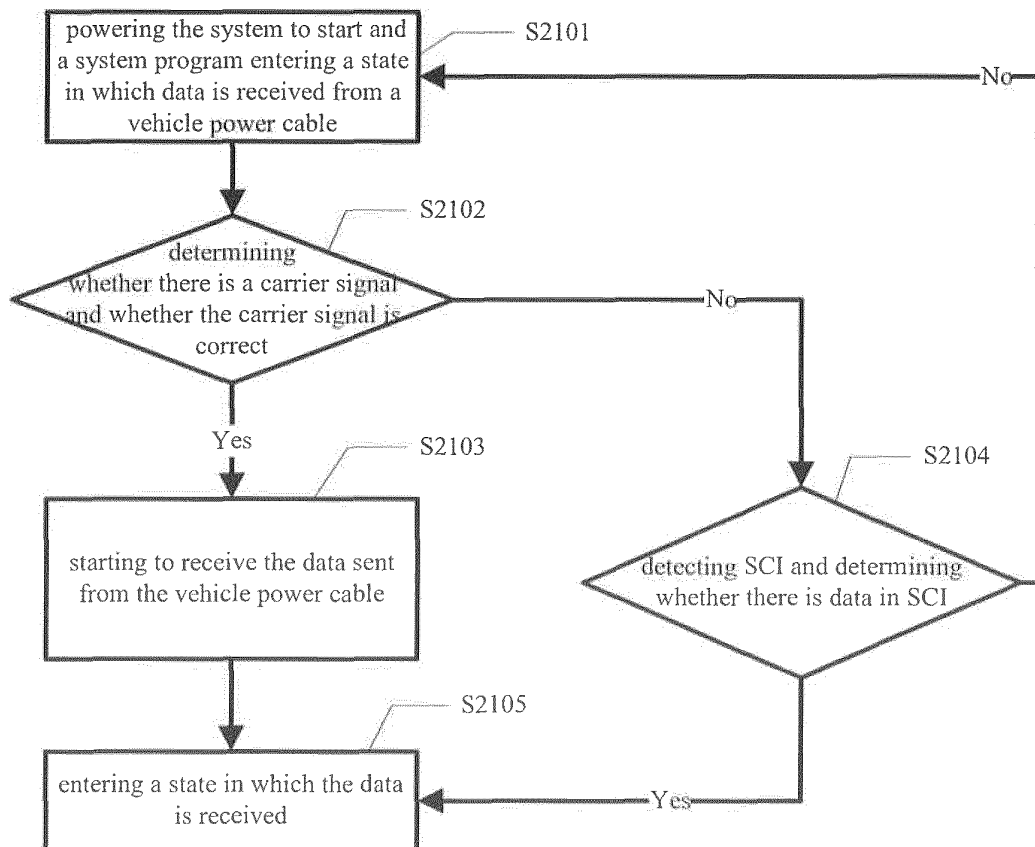 powering the system to start and
a system program entering a state
in which data is received from a
vehicle power cable
S2101
No
S2102
determining
whether there is a carrier signal
and whether the carrier signal is
correct
No
Yes
S2103
starting to receive the data sent
from the vehicle power cable
S2104
detecting SCI and determining
whether there is data in SCI
S2105
entering a state in which the data
is received
Yes